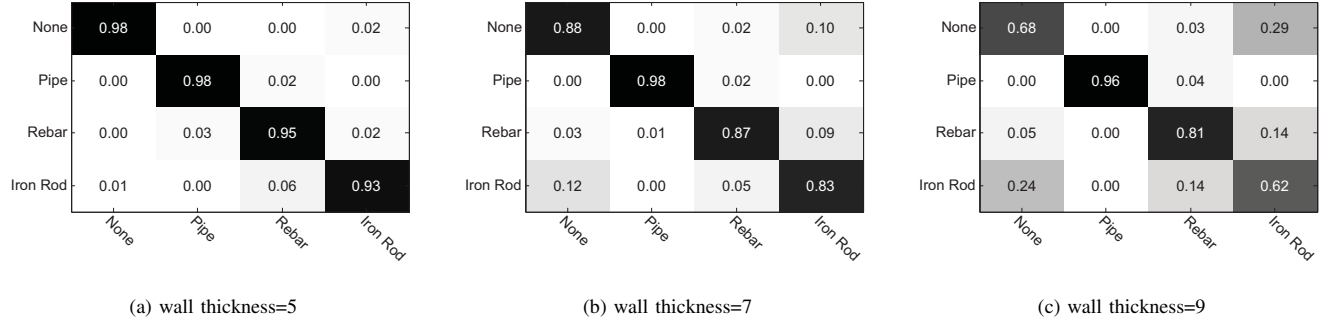 None 0.98 0.00 0.00 0.02
Pipe 0.00 0.98 0.02 0.00
Rebar 0.00 0.03 0.95 0.02
Iron Rod 0.01 0.00 0.06 0.93
None Pipe Rebar Iron Rod
(a) wall thickness=5
None 0.88 0.00 0.02 0.10
Pipe 0.00 0.98 0.02 0.00
Rebar 0.03 0.01 0.87 0.09
Iron Rod 0.12 0.00 0.05 0.83
None Pipe Rebar Iron Rod
(b) wall thickness=7
None 0.68 0.00 0.03 0.29
Pipe 0.00 0.96 0.04 0.00
Rebar 0.05 0.00 0.81 0.14
Iron Rod 0.24 0.00 0.14 0.62
None Pipe Rebar Iron Rod
(c) wall thickness=9